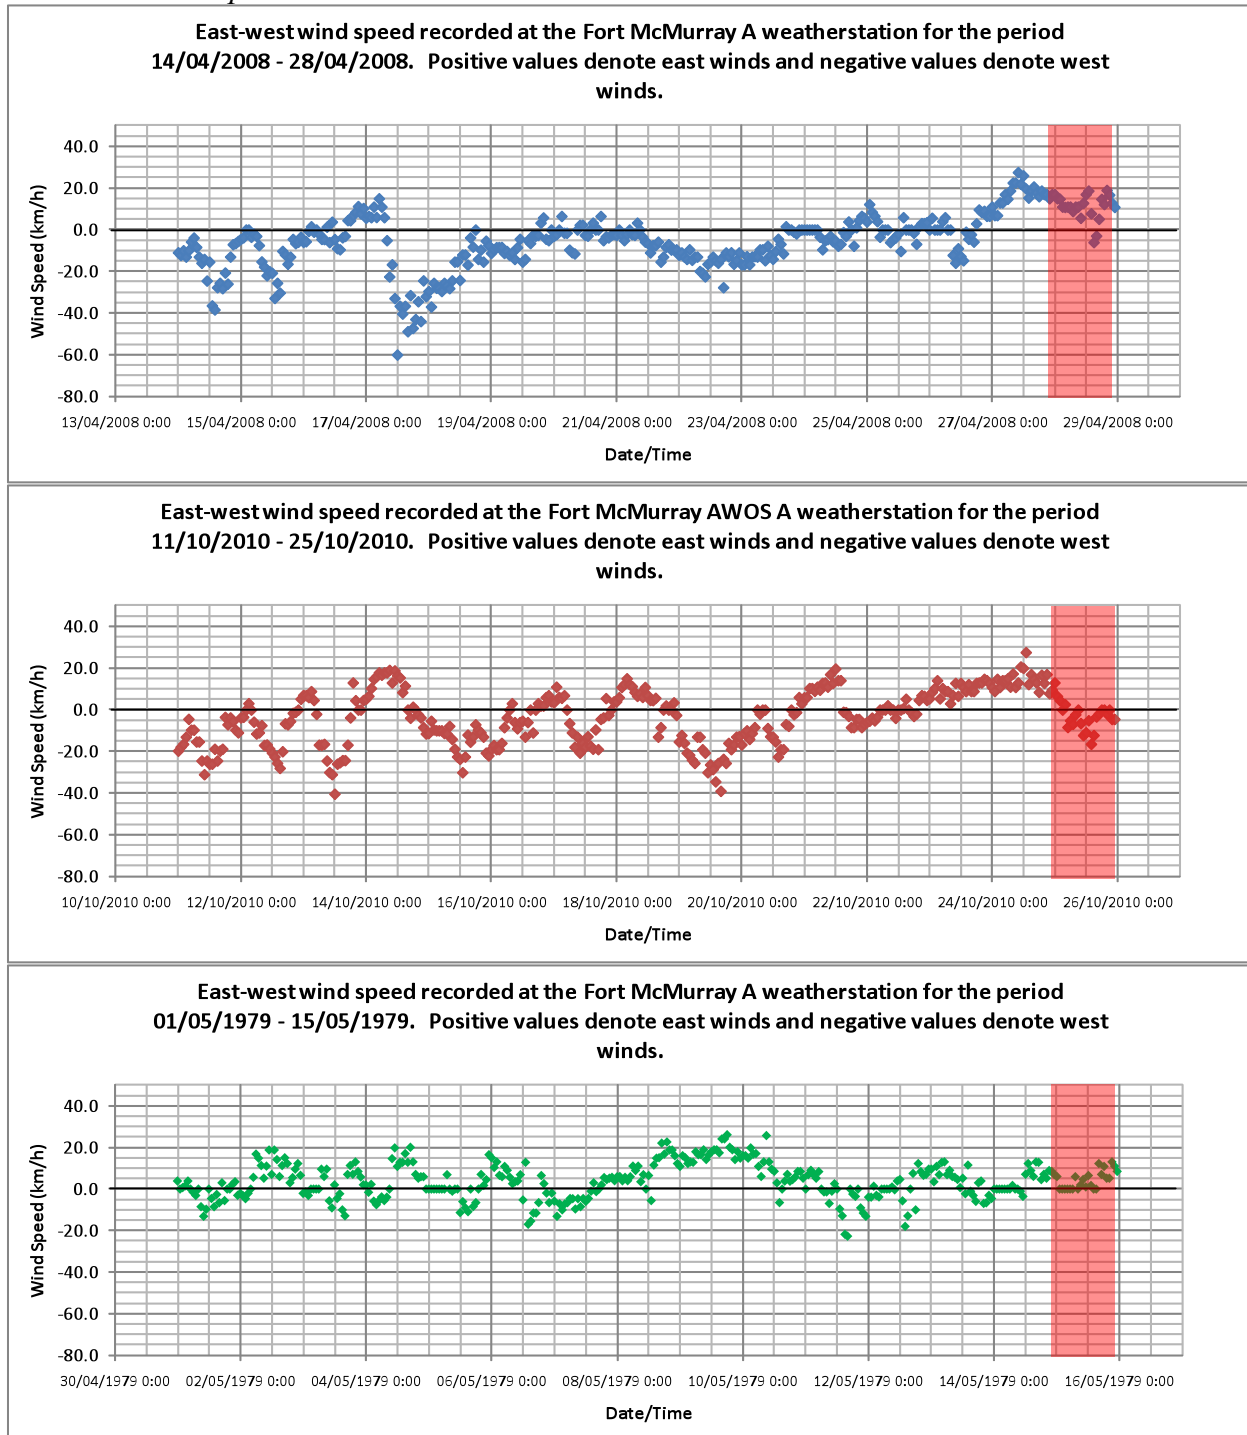 East-west wind speed recorded at the Fort McMurray A weatherstation for the period
14/04/2008 - 28/04/2008. Positive values denote east winds and negative values denote west
winds.
40.0
20.0
0.0
-20.0
-40.0
-60.0
-80.0
Wind Speed (km/h)
13/04/2008 0:00 15/04/2008 0:00 17/04/2008 0:00 19/04/2008 0:00 21/04/2008 0:00 23/04/2008 0:00 25/04/2008 0:00 27/04/2008 0:00 29/04/2008 0:00
Date/Time
East-west wind speed recorded at the Fort McMurray AWOS A weatherstation for the period
11/10/2010 - 25/10/2010. Positive values denote east winds and negative values denote west
winds.
40.0
20.0
0.0
-20.0
-40.0
-60.0
-80.0
Wind Speed (km/h)
10/10/2010 0:00 12/10/2010 0:00 14/10/2010 0:00 16/10/2010 0:00 18/10/2010 0:00 20/10/2010 0:00 22/10/2010 0:00 24/10/2010 0:00 26/10/2010 0:00
Date/Time
East-west wind speed recorded at the Fort McMurray A weatherstation for the period
01/05/1979 - 15/05/1979. Positive values denote east winds and negative values denote west
winds.
40.0
20.0
0.0
-20.0
-40.0
-60.0
-80.0
Wind Speed (km/h)
30/04/1979 0:00 02/05/1979 0:00 04/05/1979 0:00 06/05/1979 0:00 08/05/1979 0:00 10/05/1979 0:00 12/05/1979 0:00 14/05/1979 0:00 16/05/1979 0:00
Date/Time